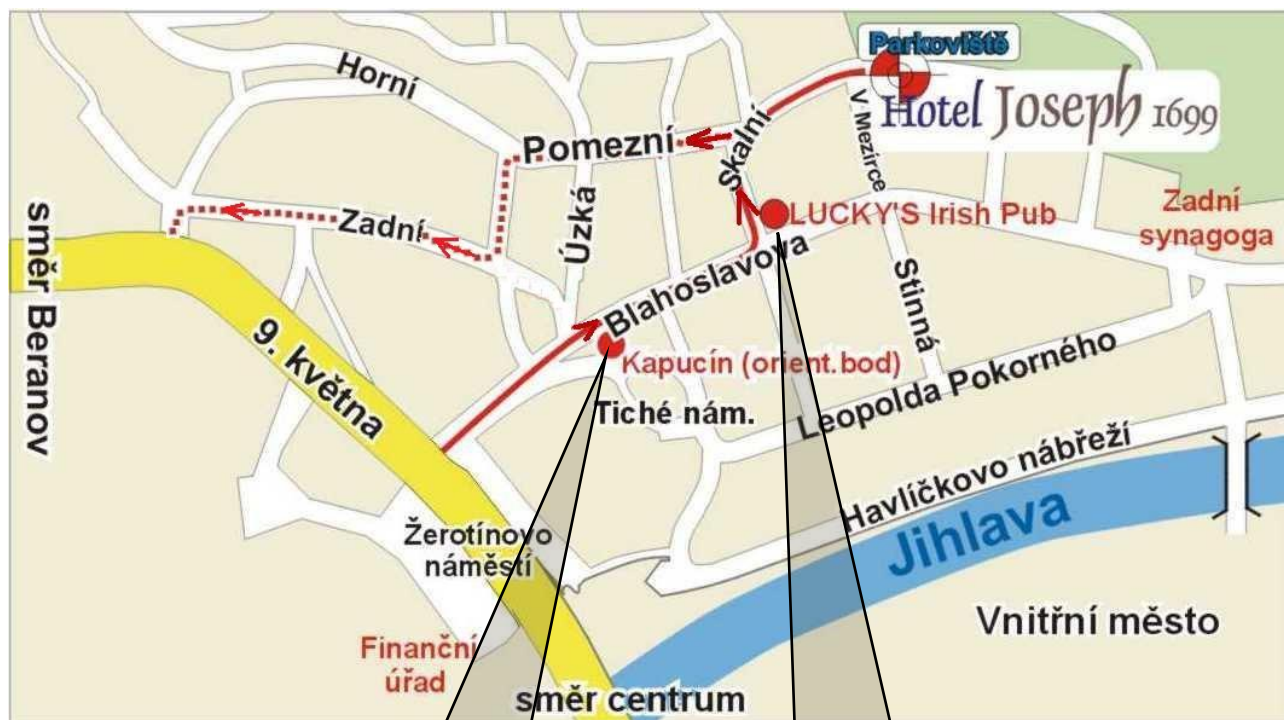 Parkoviště
Hotel Joseph 1699
Horní
Pomezní
Skalní
V Mezírce
Zadní
synagoga
LUCKY'S Irish Pub
Zadní
Úzká
směr Beranov
Blahoslavova
Stinná
9. května
Kapucín (orient.bod)
Tiché nám.
Leopolda Pokorného
Havlíčkovo nábřeží
Jihlava
Žerotínovo
náměstí
Vnitřní město
Finanční
úřad
směr centrum